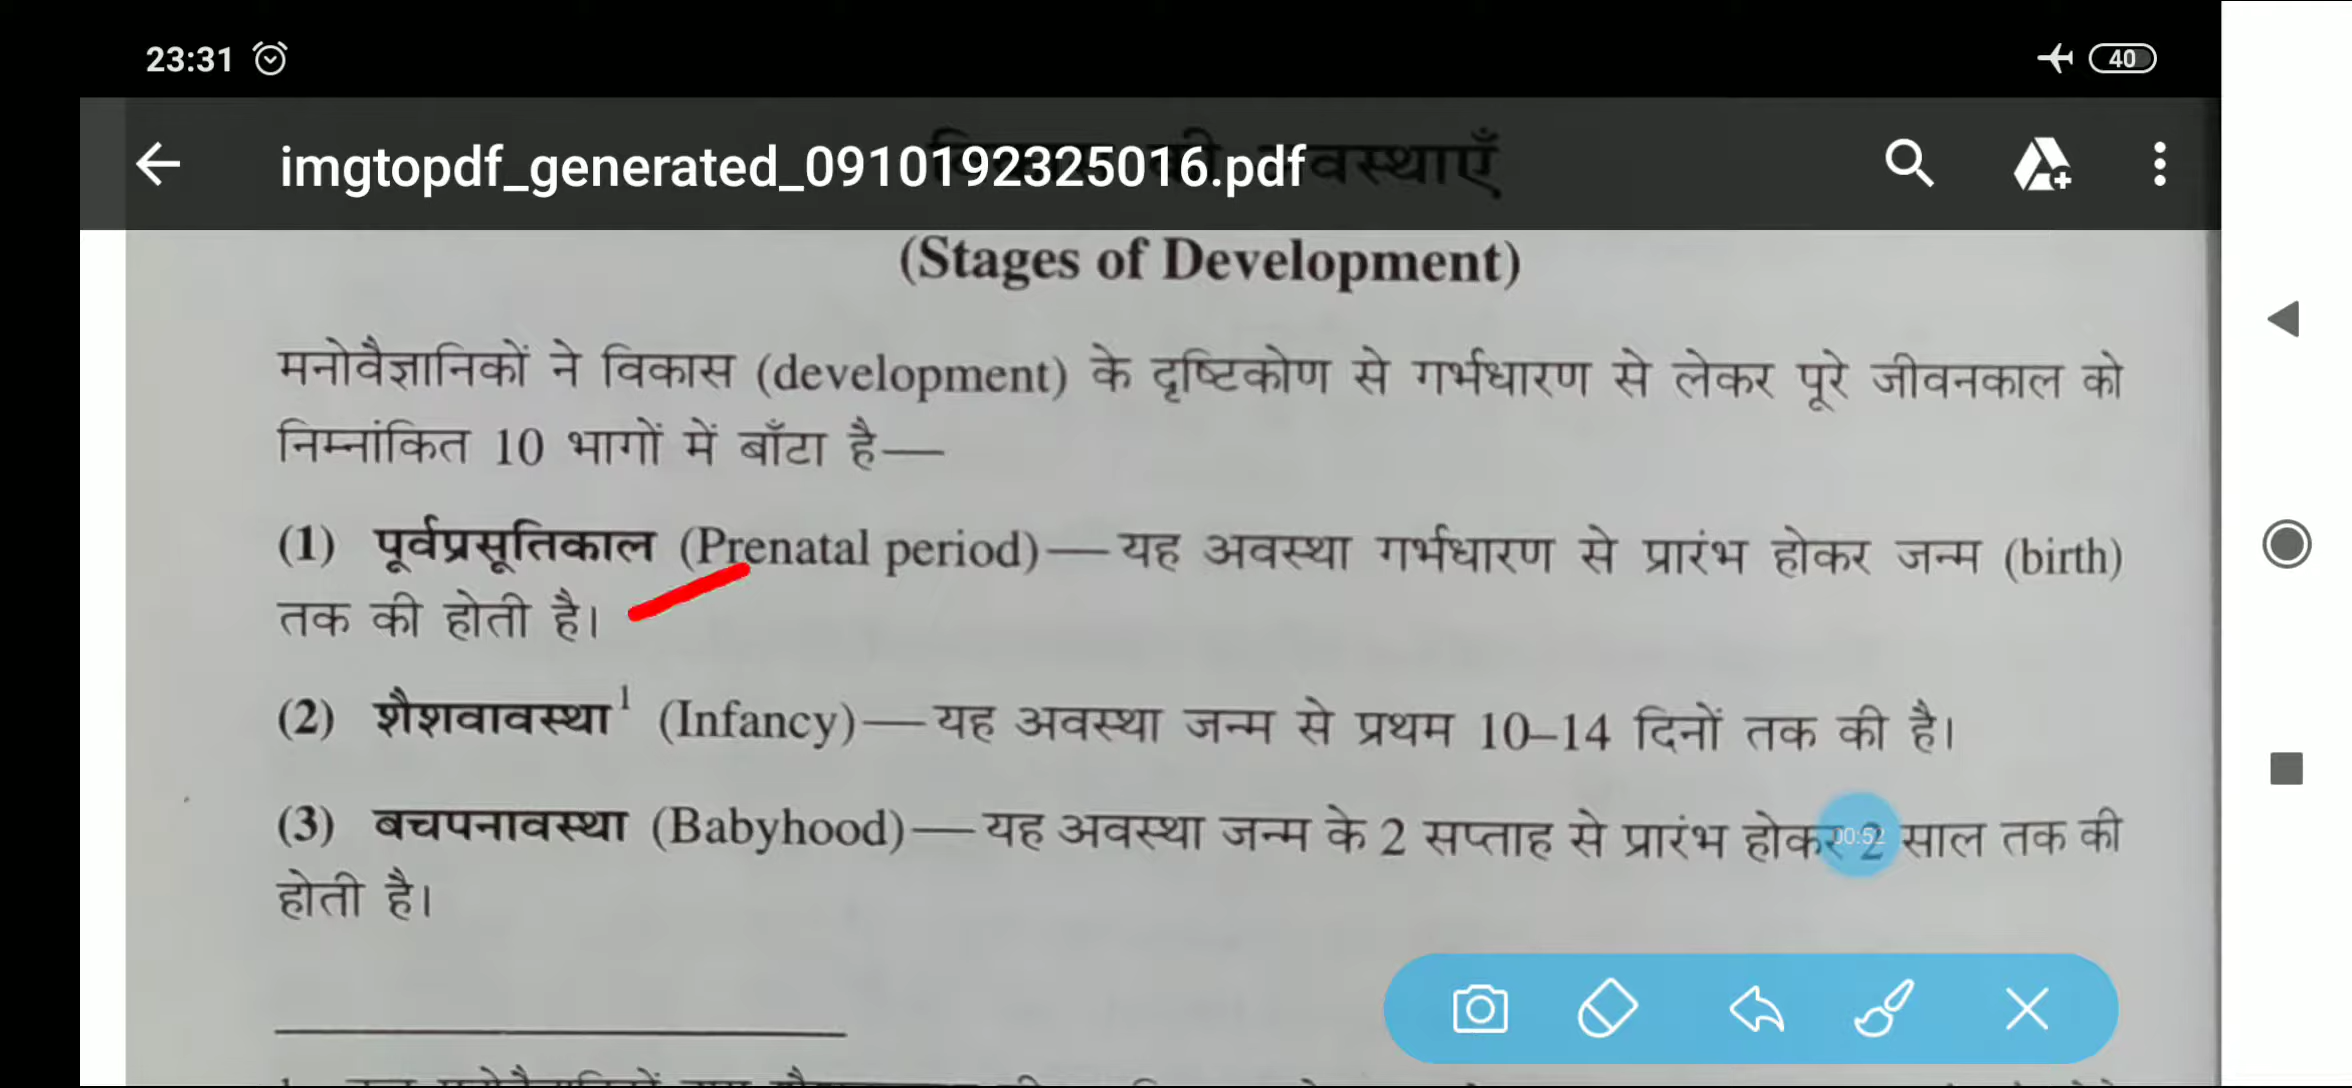 23:31
40
imgtopdf_generated_0910192325016.pdf
(Stages of Development)
मनोवैज्ञानिकों ने विकास (development) के दृष्टिकोण से गर्भधारण से लेकर पूरे जीवनकाल को
निम्नांकित 10 भागों में बाँटा है—
(1) पूर्वप्रसूतिकाल (Prenatal period)—यह अवस्था गर्भधारण से प्रारंभ होकर जन्म (birth)
तक की होती है।
(2) शैशवावस्था¹ (Infancy)—यह अवस्था जन्म से प्रथम 10–14 दिनों तक की है।
(3) बचपनावस्था (Babyhood)—यह अवस्था जन्म के 2 सप्ताह से प्रारंभ होकर 2 साल तक की
00:52
होती है।